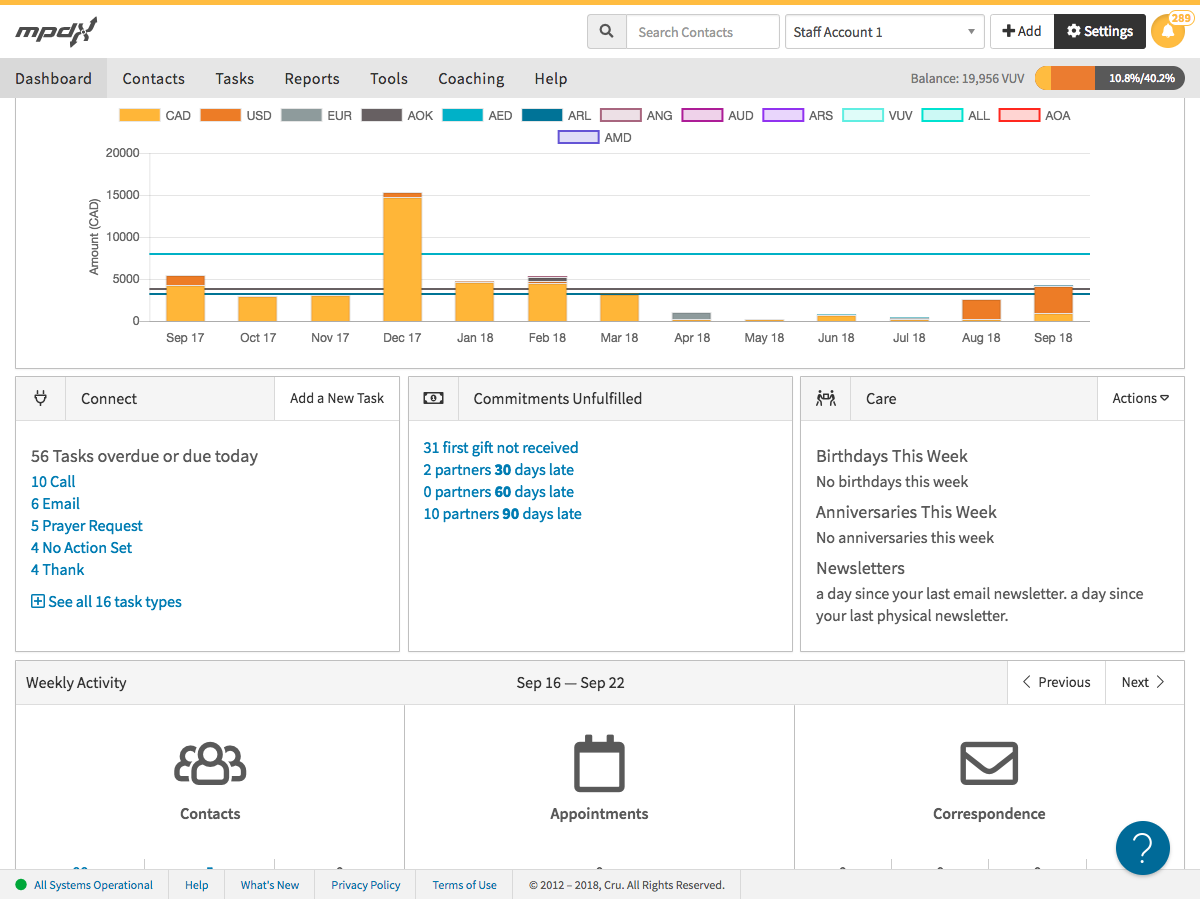 mpdx
Search Contacts
Staff Account 1
Add
Settings
289
Dashboard
Contacts
Tasks
Reports
Tools
Coaching
Help
Balance: 19,956 VUV
10.8%/40.2%
CAD USD EUR AOK AED ARL ANG AUD ARS VUV ALL AOA
AMD
Amount (CAD)
20000
15000
10000
5000
0
Sep 17 Oct 17 Nov 17 Dec 17 Jan 18 Feb 18 Mar 18 Apr 18 May 18 Jun 18 Jul 18 Aug 18 Sep 18
Connect
Add a New Task
56 Tasks overdue or due today
10 Call
6 Email
5 Prayer Request
4 No Action Set
4 Thank
See all 16 task types
Commitments Unfulfilled
31 first gift not received
2 partners 30 days late
0 partners 60 days late
10 partners 90 days late
Care
Actions
Birthdays This Week
No birthdays this week
Anniversaries This Week
No anniversaries this week
Newsletters
a day since your last email newsletter. a day since
your last physical newsletter.
Weekly Activity
Sep 16 — Sep 22
Previous
Next
Contacts
Appointments
Correspondence
?
All Systems Operational
Help
What's New
Privacy Policy
Terms of Use
© 2012 – 2018, Cru. All Rights Reserved.